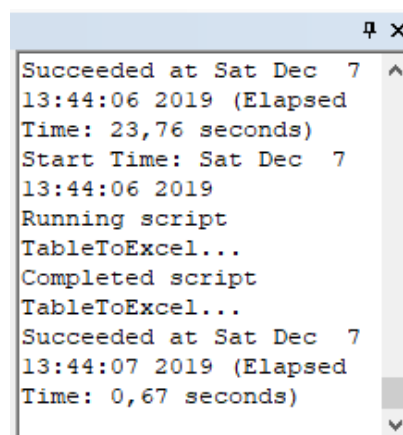 Succeeded at Sat Dec  7
13:44:06 2019 (Elapsed
Time: 23,76 seconds)
Start Time: Sat Dec  7
13:44:06 2019
Running script
TableToExcel...
Completed script
TableToExcel...
Succeeded at Sat Dec  7
13:44:07 2019 (Elapsed
Time: 0,67 seconds)